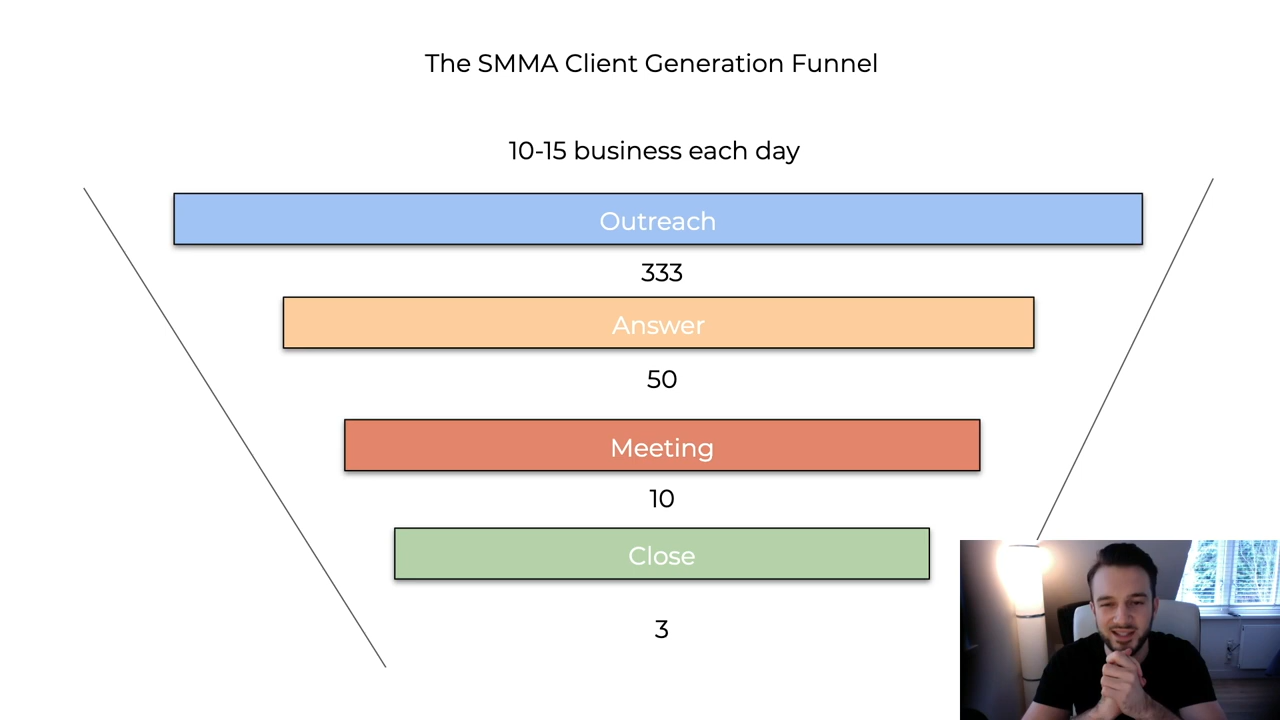 The SMMA Client Generation Funnel
10-15 business each day
Outreach
333
Answer
50
Meeting
10
Close
3